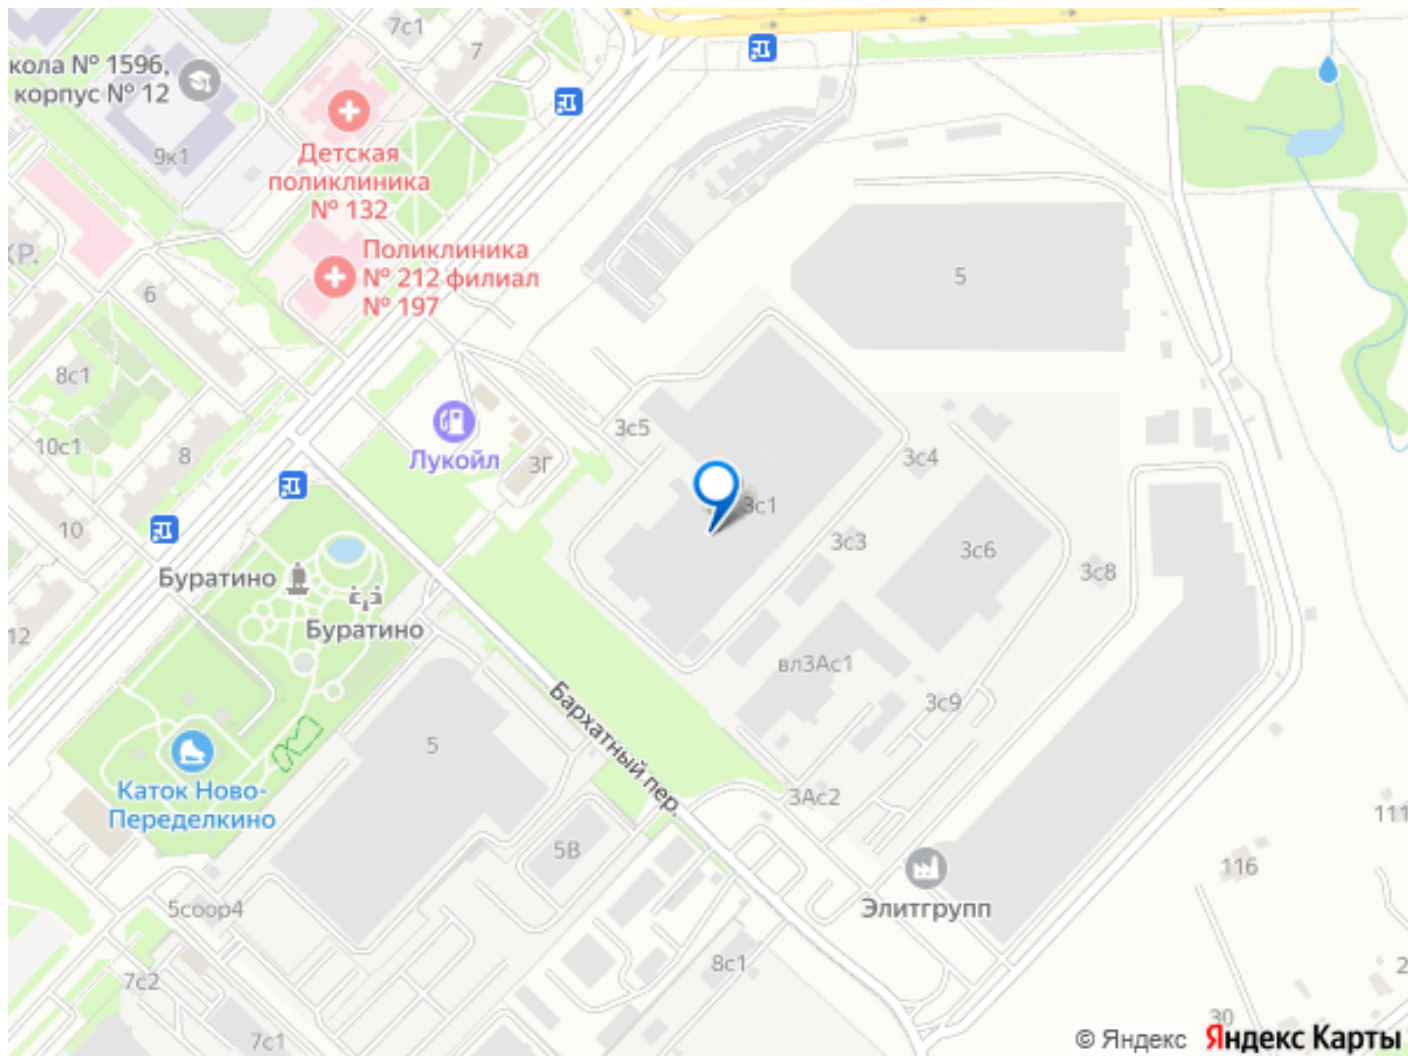 7с1
7
кола № 1596,
корпус № 12
9к1
Детская
поликлиника
№ 132
КР.
Поликлиника
№ 212 филиал
№ 197
6
5
8с1
10с1
8
Лукойл
3Г
3с5
3с4
3с1
10
3с3
3с6
3с8
Буратино
Буратино
12
вл3Ас1
3с9
Бархатный пер.
5
Каток Ново-
Переделкино
3Ас2
111
5В
116
Элитгрупп
5соор4
8с1
7с2
2
30
7с1
© Яндекс Яндекс Карты